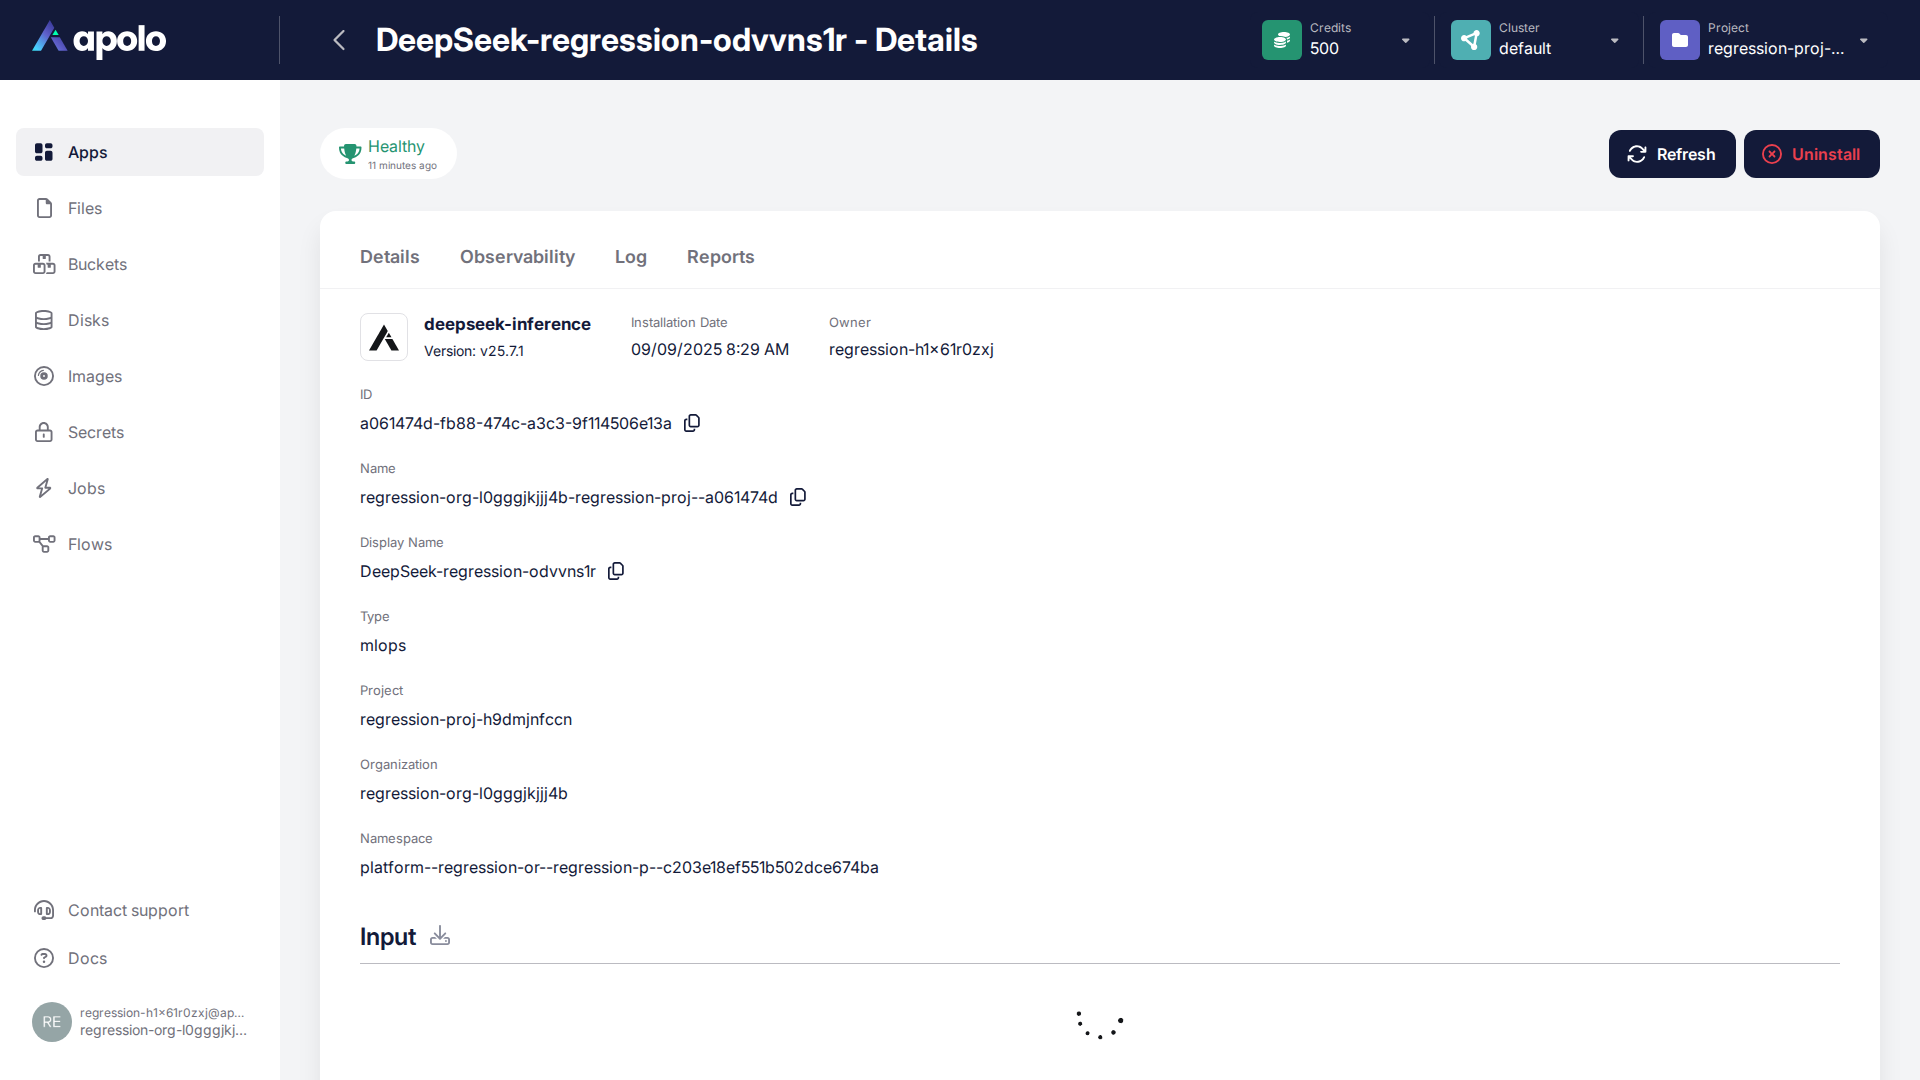 apolo
DeepSeek-regression-odvvns1r - Details
Credits
500
Cluster
default
Project
regression-proj-...
Apps
Files
Buckets
Disks
Images
Secrets
Jobs
Flows
Contact support
Docs
RE
regression-h1x61r0zxj@ap...
regression-org-l0gggjkj...
Healthy
11 minutes ago
Refresh
Uninstall
Details
Observability
Log
Reports
deepseek-inference
Version: v25.7.1
Installation Date
09/09/2025 8:29 AM
Owner
regression-h1x61r0zxj
ID
a061474d-fb88-474c-a3c3-9f114506e13a
Name
regression-org-l0gggjkjjj4b-regression-proj--a061474d
Display Name
DeepSeek-regression-odvvns1r
Type
mlops
Project
regression-proj-h9dmjnfccn
Organization
regression-org-l0gggjkjjj4b
Namespace
platform--regression-or--regression-p--c203e18ef551b502dce674ba
Input